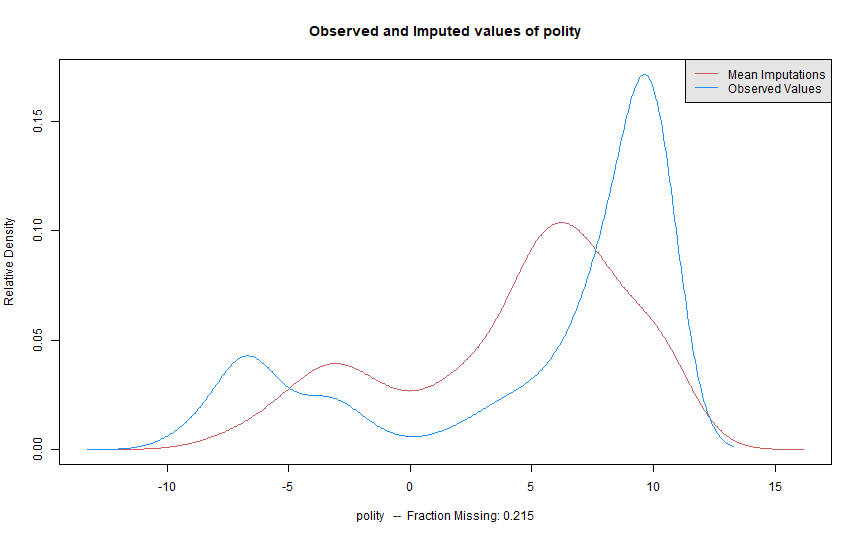 Observed and Imputed values of polity
Mean Imputations
Observed Values
Relative Density
0.15
0.10
0.05
0.00
-10
-5
0
5
10
15
polity -- Fraction Missing: 0.215